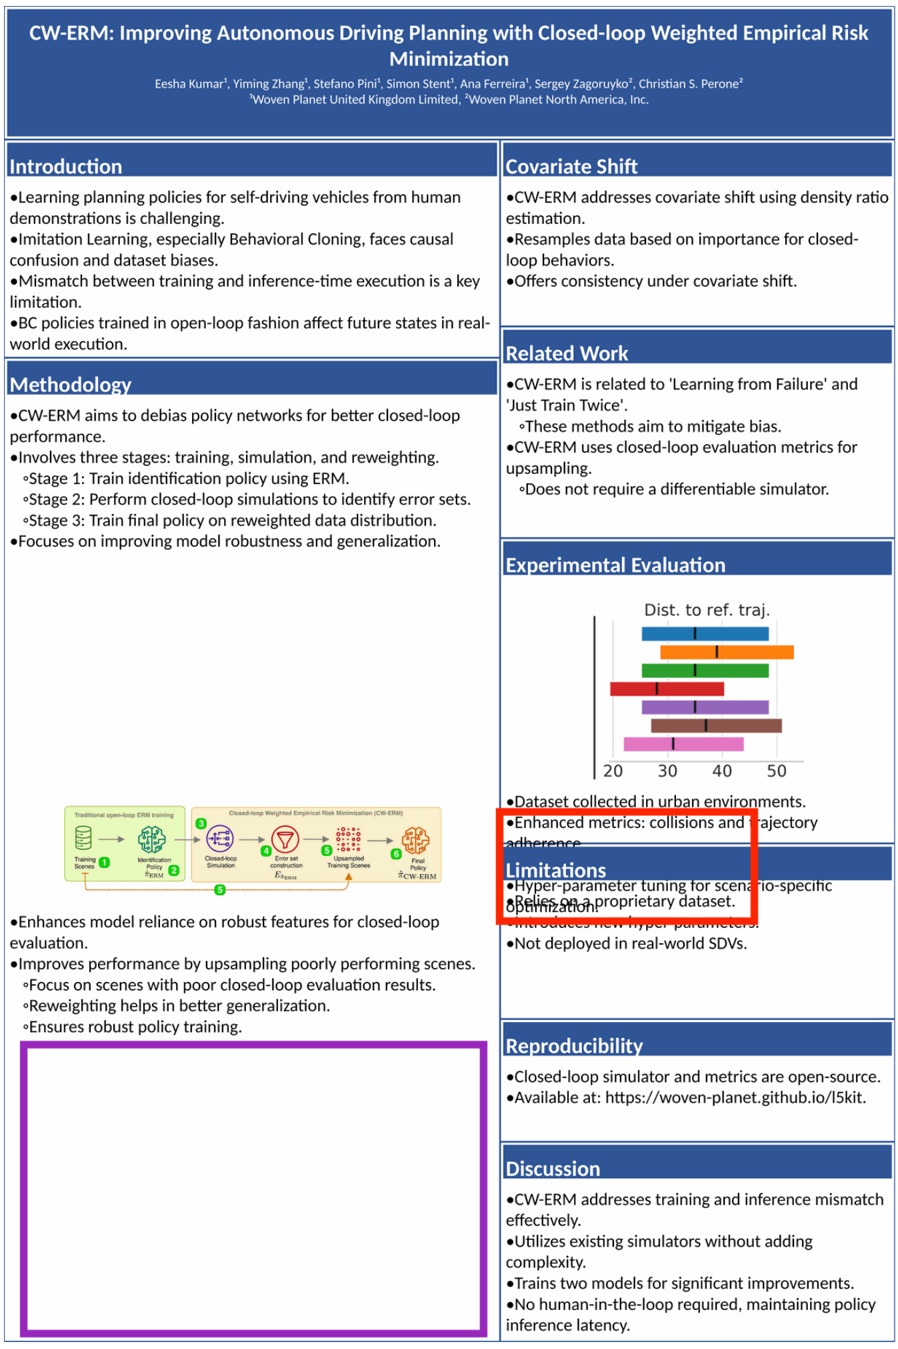 CW-ERM: Improving Autonomous Driving Planning with Closed-loop Weighted Empirical Risk
Minimization
Eesha Kumar¹, Yiming Zhang¹, Stefano Pini¹, Simon Stent¹, Ana Ferreira¹, Sergey Zagoruyko², Christian S. Perone²
¹Woven Planet United Kingdom Limited, ²Woven Planet North America, Inc.
Introduction
•Learning planning policies for self-driving vehicles from human
demonstrations is challenging.
•Imitation Learning, especially Behavioral Cloning, faces causal
confusion and dataset biases.
•Mismatch between training and inference-time execution is a key
limitation.
•BC policies trained in open-loop fashion affect future states in real-
world execution.
Methodology
•CW-ERM aims to debias policy networks for better closed-loop
performance.
•Involves three stages: training, simulation, and reweighting.
◦Stage 1: Train identification policy using ERM.
◦Stage 2: Perform closed-loop simulations to identify error sets.
◦Stage 3: Train final policy on reweighted data distribution.
•Focuses on improving model robustness and generalization.
Traditional open-loop ERM training
Closed-loop Weighted Empirical Risk Minimization (CW-ERM)
Training
Scenes
1
Identification
Policy
π̂ERM
2
3
Closed-loop
Simulation
4
Error set
construction
Eπ̂ERM
5
Upsampled
Training Scenes
6
Final
Policy
π̂CW-ERM
5
•Enhances model reliance on robust features for closed-loop
evaluation.
•Improves performance by upsampling poorly performing scenes.
◦Focus on scenes with poor closed-loop evaluation results.
◦Reweighting helps in better generalization.
◦Ensures robust policy training.
Covariate Shift
•CW-ERM addresses covariate shift using density ratio
estimation.
•Resamples data based on importance for closed-
loop behaviors.
•Offers consistency under covariate shift.
Related Work
•CW-ERM is related to 'Learning from Failure' and
'Just Train Twice'.
◦These methods aim to mitigate bias.
•CW-ERM uses closed-loop evaluation metrics for
upsampling.
◦Does not require a differentiable simulator.
Experimental Evaluation
Dist. to ref. traj.
20 30 40 50
•Dataset collected in urban environments.
•Enhanced metrics: collisions and trajectory
adherence.
•Hyper-parameter tuning for scenario-specific
optimization.
Limitations
•Relies on a proprietary dataset.
•Introduces new hyper-parameters.
•Not deployed in real-world SDVs.
Reproducibility
•Closed-loop simulator and metrics are open-source.
•Available at: https://woven-planet.github.io/l5kit.
Discussion
•CW-ERM addresses training and inference mismatch
effectively.
•Utilizes existing simulators without adding
complexity.
•Trains two models for significant improvements.
•No human-in-the-loop required, maintaining policy
inference latency.